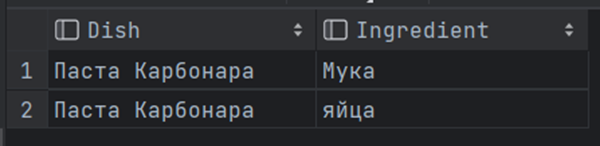 Dish Ingredient
1 Паста Карбонара Мука
2 Паста Карбонара яйца